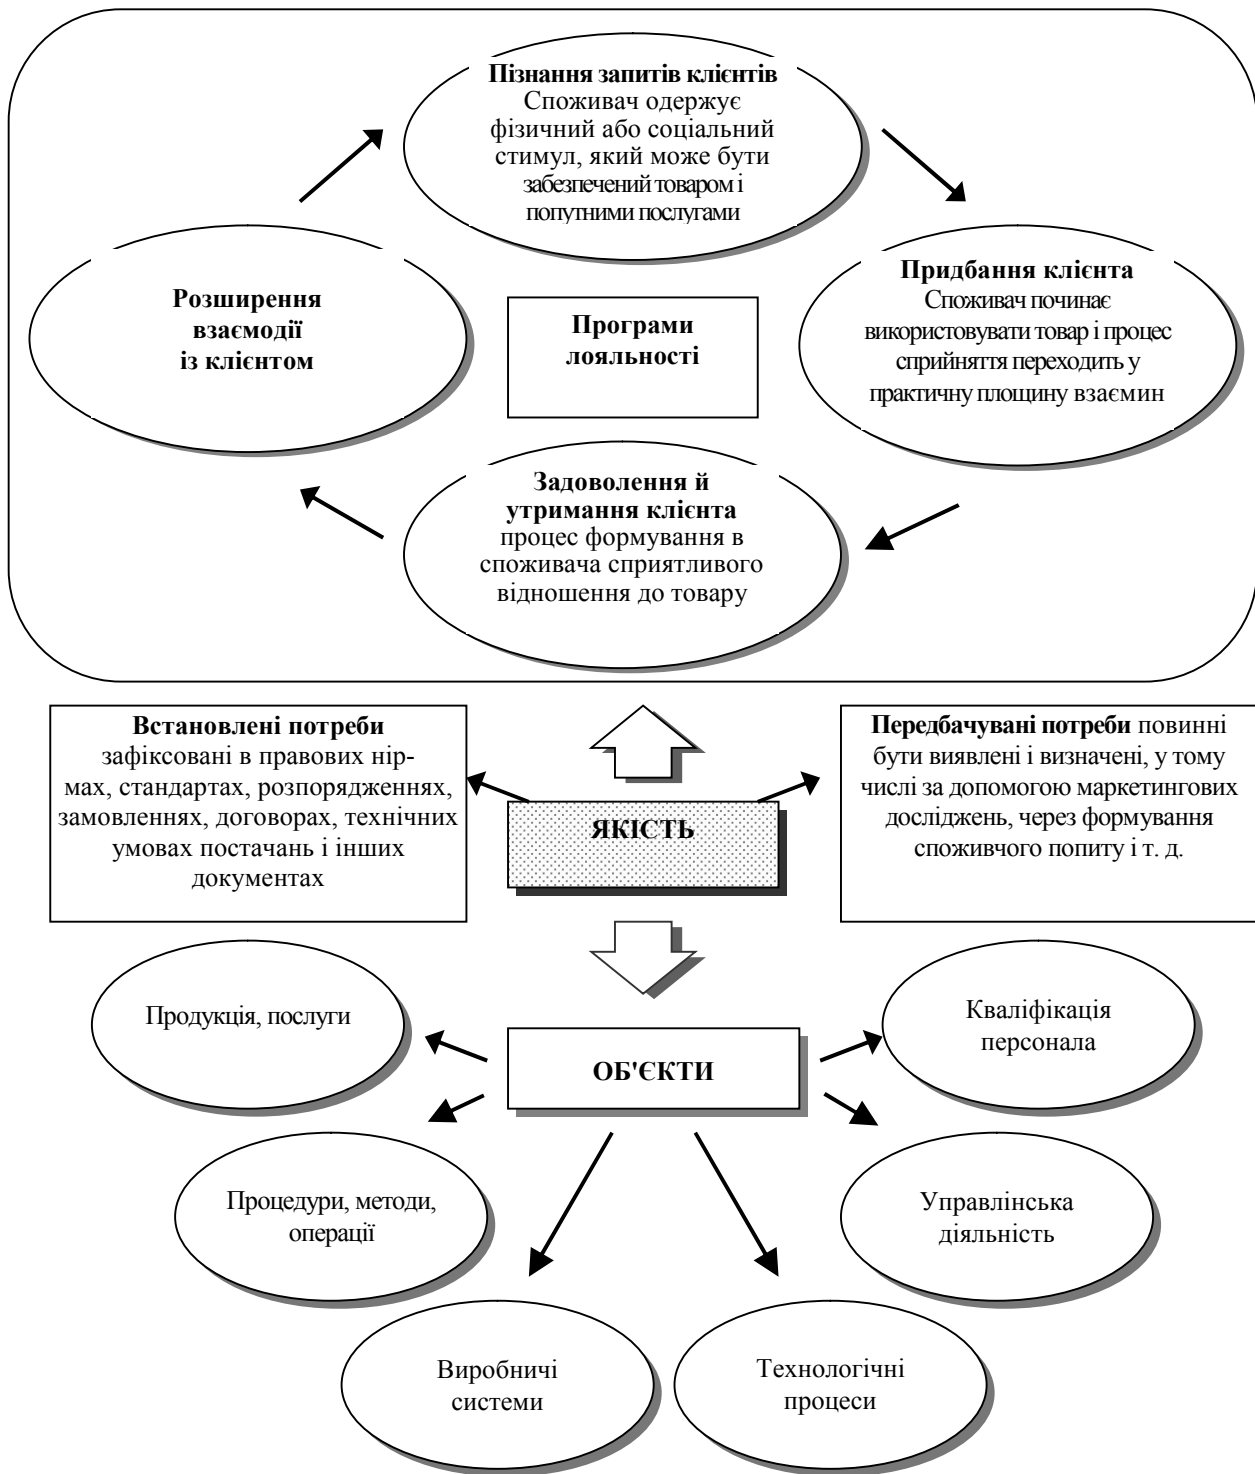 Пізнання запитів клієнтів
Споживач одержує
фізичний або соціальний
стимул, який може бути
забезпечений товаром і
попутними послугами
Розширення
взаємодії
із клієнтом
Програми
лояльності
Придбання клієнта
Споживач починає
використовувати товар і процес
сприйняття переходить у
практичну площину взаємин
Задоволення й
утримання клієнта
процес формування в
споживача сприятливого
відношення до товару
Встановлені потреби
зафіксовані в правових нір-
мах, стандартах, розпорядженнях,
замовленнях, договорах, технічних
умовах постачань і інших
документах
ЯКІСТЬ
Передбачувані потреби повинні
бути виявлені і визначені, у тому
числі за допомогою маркетингових
досліджень, через формування
споживчого попиту і т. д.
Продукція, послуги
ОБ'ЄКТИ
Кваліфікація
персонала
Процедури, методи,
операції
Управлінська
діяльність
Виробничі
системи
Технологічні
процеси